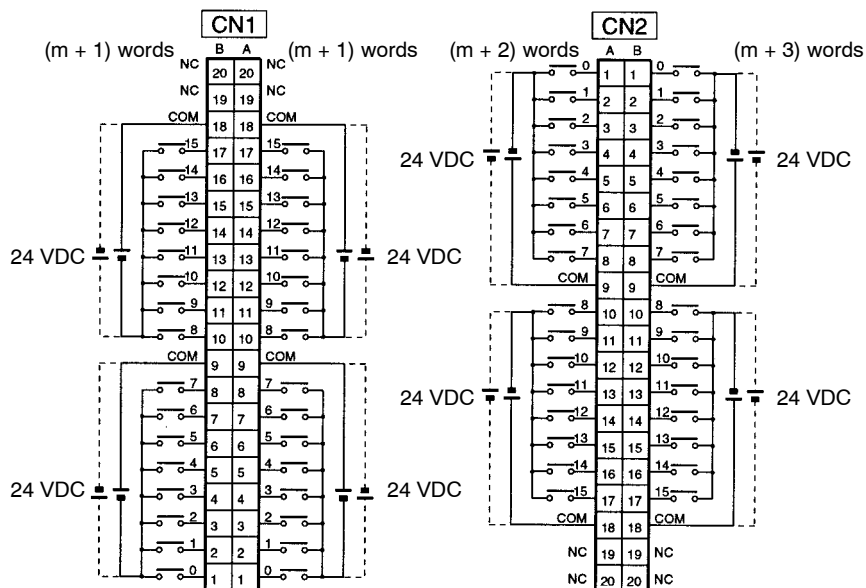 CN1
(m + 1) words B A (m + 1) words
NC 20 20 NC
NC 19 19 NC
COM 18 18 COM
15 17 17 15
14 16 16 14
13 15 15 13
12 14 14 12
24 VDC 11 13 13 11 24 VDC
10 12 12 10
9 11 11 9
8 10 10 8
COM 9 9 COM
7 8 8 7
6 7 7 6
5 6 6 5
4 5 5 4
24 VDC 3 4 4 3 24 VDC
2 3 3 2
1 2 2 1
0 1 1 0
CN2
(m + 2) words A B (m + 3) words
0 1 1 0
1 2 2 1
2 3 3 2
24 VDC 3 4 4 3 24 VDC
4 5 5 4
5 6 6 5
6 7 7 6
7 8 8 7
COM 9 9 COM
8 10 10 8
9 11 11 9
10 12 12 10
24 VDC 11 13 13 11 24 VDC
12 14 14 12
13 15 15 13
14 16 16 14
15 17 17 15
COM 18 18 COM
NC 19 19 NC
NC 20 20 NC